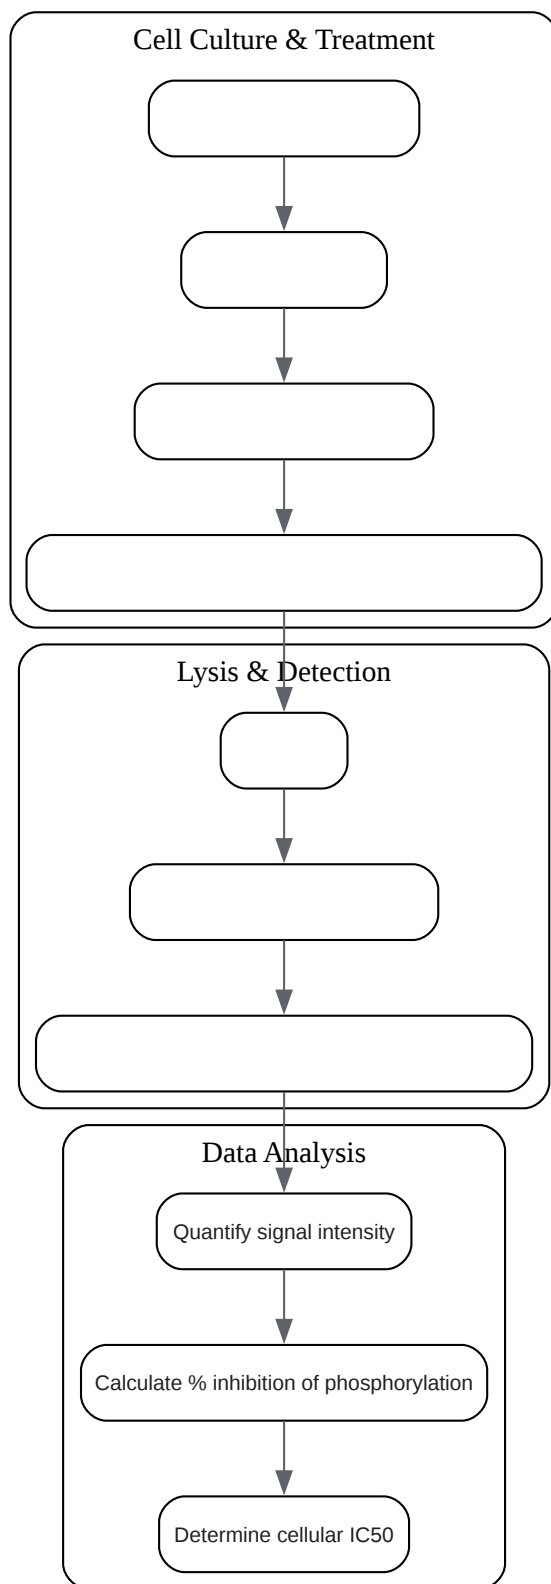 Cell Culture & Treatment
Lysis & Detection
Data Analysis
Quantify signal intensity
Calculate % inhibition of phosphorylation
Determine cellular IC50